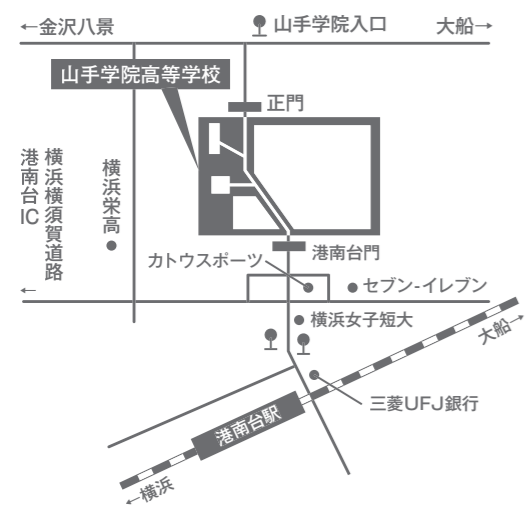 ←金沢八景
山手学院入口
大船→
山手学院高等学校
正門
横浜横須賀道路
港南台IC
←
横浜栄高
港南台門
カトウスポーツ
セブン-イレブン
横浜女子短大
大船→
三菱UFJ銀行
港南台駅
←横浜